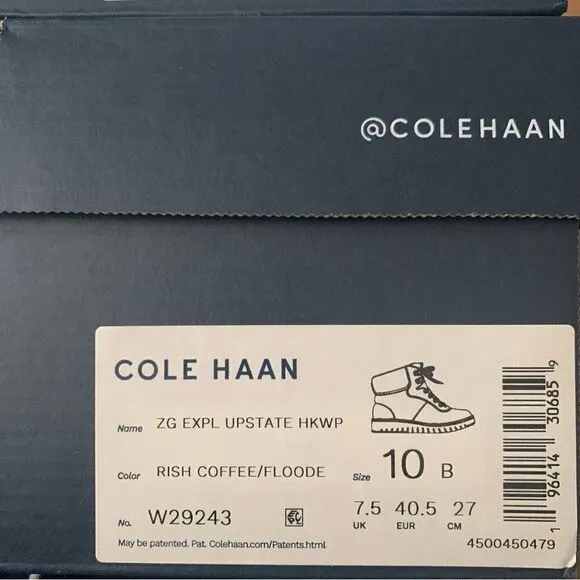 @COLEHAAN
COLE HAAN
Name ZG EXPL UPSTATE HKWP
Color RISH COFFEE/FLOODE
Size 10 B
No. W29243
7.5 40.5 27
UK EUR CM
May be patented. Pat. Colehaan.com/Patents.html
4500450479
1 96414 30685 9